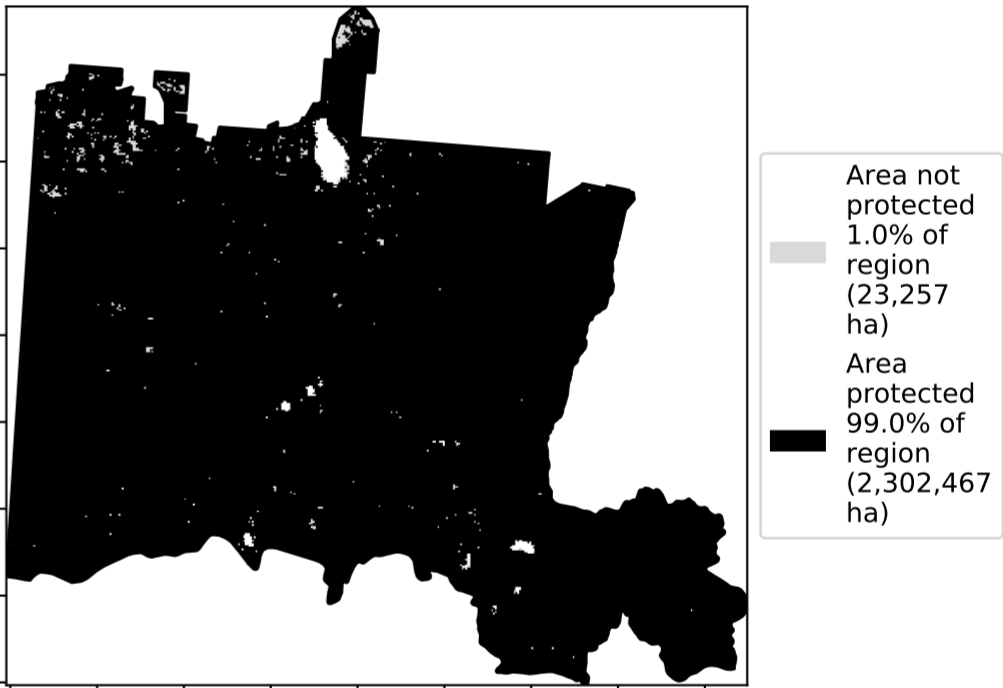 Area not
protected
1.0% of
region
(23,257
ha)
Area
protected
99.0% of
region
(2,302,467
ha)